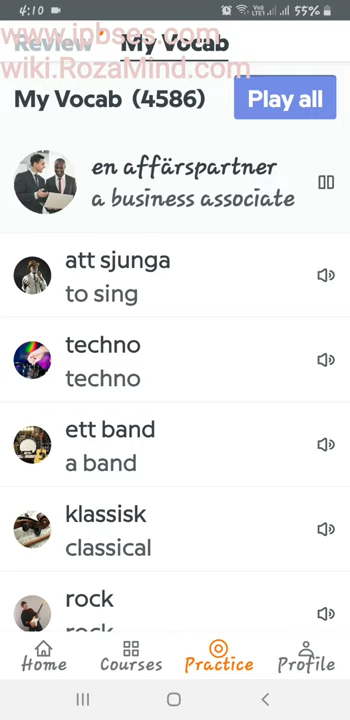 4:10
55%
www.ipbses.com
Review My Vocab
wiki.RozaMind.com
My Vocab (4586) Play all
en affärspartner
a business associate
att sjunga
to sing
techno
techno
ett band
a band
klassisk
classical
rock
rock
Home Courses Practice Profile